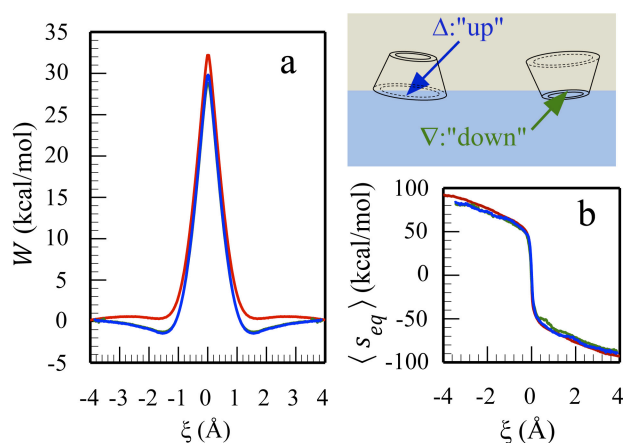 a
35
30
25
20
15
10
5
0
-5
W (kcal/mol)
-4 -3 -2 -1 0 1 2 3 4
ξ (Å)
Δ:"up"
∇:"down"
b
100
50
0
-50
-100
⟨ s_eq ⟩ (kcal/mol)
-4 -2 0 2 4
ξ (Å)